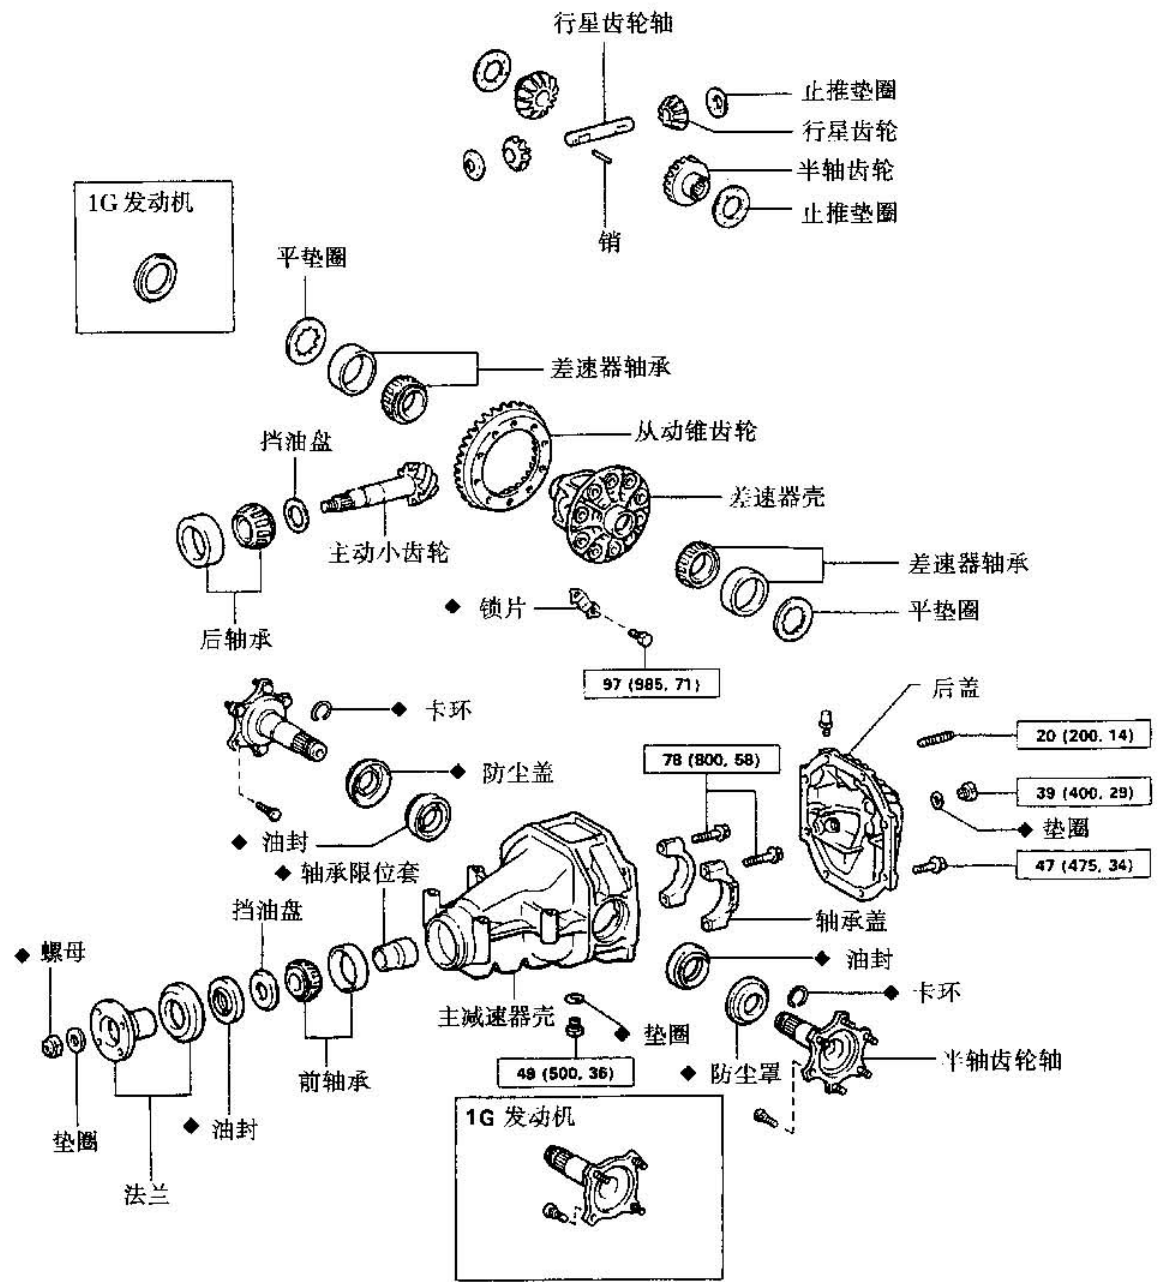 行星齿轮轴
止推垫圈
行星齿轮
半轴齿轮
止推垫圈
销
1G 发动机
平垫圈
差速器轴承
从动锥齿轮
挡油盘
差速器壳
主动小齿轮
差速器轴承
◆ 锁片
平垫圈
后轴承
97 (985, 71)
后盖
◆ 卡环
20 (200, 14)
78 (800, 58)
◆ 防尘盖
39 (400, 29)
◆ 垫圈
◆ 油封
47 (475, 34)
◆ 轴承限位套
挡油盘
轴承盖
◆ 螺母
◆ 油封
◆ 卡环
主减速器壳
◆ 垫圈
半轴齿轮轴
前轴承
49 (500, 36)
◆ 防尘罩
1G 发动机
◆ 油封
垫圈
法兰